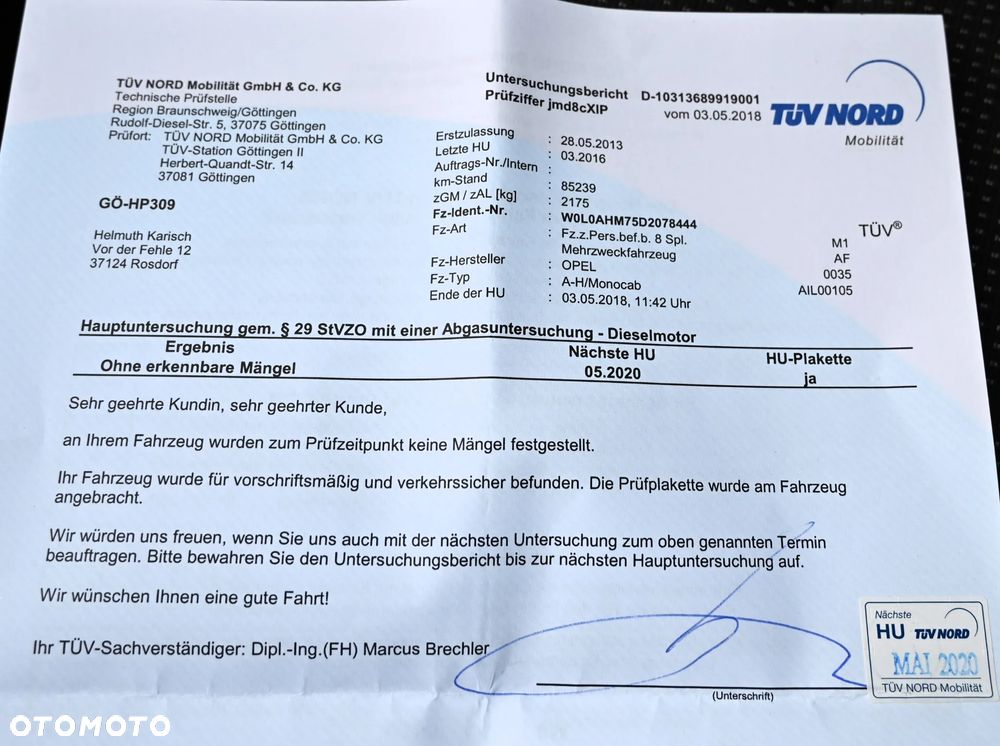 TÜV NORD Mobilität GmbH & Co. KG
Technische Prüfstelle
Region Braunschweig/Göttingen
Rudolf-Diesel-Str. 5, 37075 Göttingen
Prüfort: TÜV NORD Mobilität GmbH & Co. KG
TÜV-Station Göttingen II
Herbert-Quandt-Str. 14
37081 Göttingen
GÖ-HP309
Helmuth Karisch
Vor der Fehle 12
37124 Rosdorf
Untersuchungsbericht D-10313689919001
Prüfziffer jmd8cXIP vom 03.05.2018
TÜV NORD
Mobilität
Erstzulassung : 28.05.2013
Letzte HU : 03.2016
Auftrags-Nr./Intern :
km-Stand : 85239
zGM / zAL [kg] : 2175
Fz-Ident.-Nr. : W0L0AHM75D2078444
Fz-Art : Fz.z.Pers.bef.b. 8 Spl. M1
Mehrzweckfahrzeug AF
Fz-Hersteller : OPEL 0035
Fz-Typ : A-H/Monocab AIL00105
Ende der HU : 03.05.2018, 11:42 Uhr
TÜV®
Hauptuntersuchung gem. § 29 StVZO mit einer Abgasuntersuchung - Dieselmotor
Ergebnis Nächste HU HU-Plakette
Ohne erkennbare Mängel 05.2020 ja
Sehr geehrte Kundin, sehr geehrter Kunde,
an Ihrem Fahrzeug wurden zum Prüfzeitpunkt keine Mängel festgestellt.
Ihr Fahrzeug wurde für vorschriftsmäßig und verkehrssicher befunden. Die Prüfplakette wurde am Fahrzeug
angebracht.
Wir würden uns freuen, wenn Sie uns auch mit der nächsten Untersuchung zum oben genannten Termin
beauftragen. Bitte bewahren Sie den Untersuchungsbericht bis zur nächsten Hauptuntersuchung auf.
Wir wünschen Ihnen eine gute Fahrt!
Ihr TÜV-Sachverständiger: Dipl.-Ing.(FH) Marcus Brechler
(Unterschrift)
Nächste
HU TÜV NORD
MAI 2020
TÜV NORD Mobilität
OTOMOTO